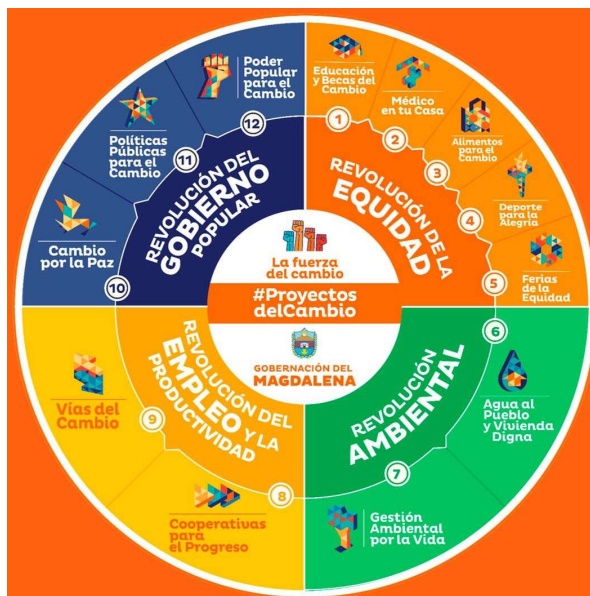 La fuerza
del cambio
#Proyectos
delCambio
GOBERNACIÓN DEL
MAGDALENA
REVOLUCIÓN DE LA
EQUIDAD
1
Educación
y Becas del
Cambio
2
Médico
en tu Casa
3
Alimentos
para el
Cambio
4
Deporte
para la
Alegría
5
Ferias
de la
Equidad
REVOLUCIÓN
AMBIENTAL
6
Agua al
Pueblo
y Vivienda
Digna
7
Gestión
Ambiental
por la Vida
REVOLUCIÓN DEL
EMPLEO Y LA
PRODUCTIVIDAD
8
Cooperativas
para
el Progreso
9
Vías del
Cambio
REVOLUCIÓN DEL
GOBIERNO
POPULAR
10
Cambio
por la Paz
11
Políticas
Públicas
para el
Cambio
12
Poder
Popular
para el
Cambio